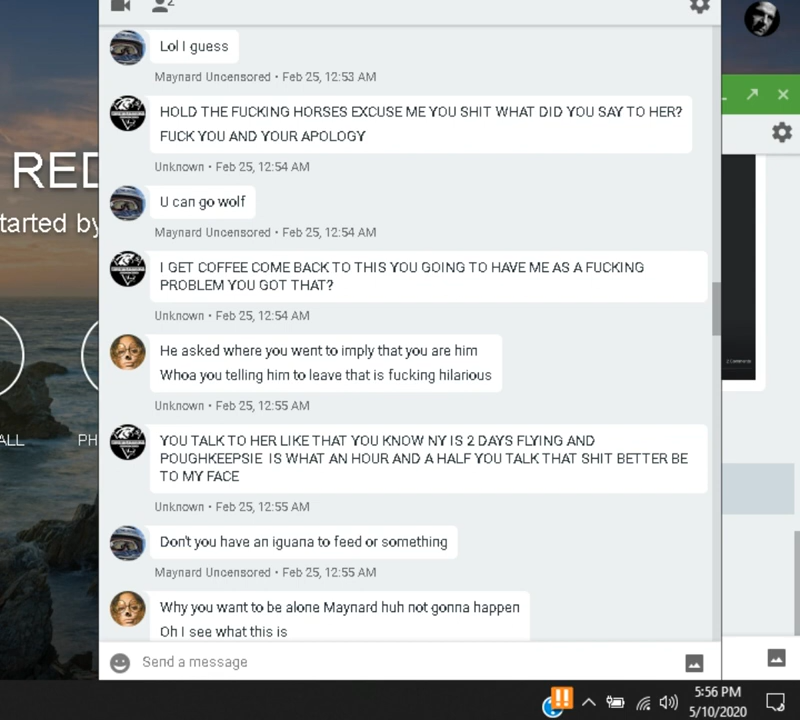 2
Lol I guess
Maynard Uncensored • Feb 25, 12:53 AM
HOLD THE FUCKING HORSES EXCUSE ME YOU SHIT WHAT DID YOU SAY TO HER?
FUCK YOU AND YOUR APOLOGY
Unknown • Feb 25, 12:54 AM
RED
U can go wolf
tarted by
Maynard Uncensored • Feb 25, 12:54 AM
I GET COFFEE COME BACK TO THIS YOU GOING TO HAVE ME AS A FUCKING
PROBLEM YOU GOT THAT?
Unknown • Feb 25, 12:54 AM
He asked where you went to imply that you are him
Whoa you telling him to leave that is fucking hilarious
Unknown • Feb 25, 12:55 AM
ALL
PH
YOU TALK TO HER LIKE THAT YOU KNOW NY IS 2 DAYS FLYING AND
POUGHKEEPSIE IS WHAT AN HOUR AND A HALF YOU TALK THAT SHIT BETTER BE
TO MY FACE
Unknown • Feb 25, 12:55 AM
Don't you have an iguana to feed or something
Maynard Uncensored • Feb 25, 12:55 AM
Why you want to be alone Maynard huh not gonna happen
Oh I see what this is
Send a message
5:56 PM
5/10/2020